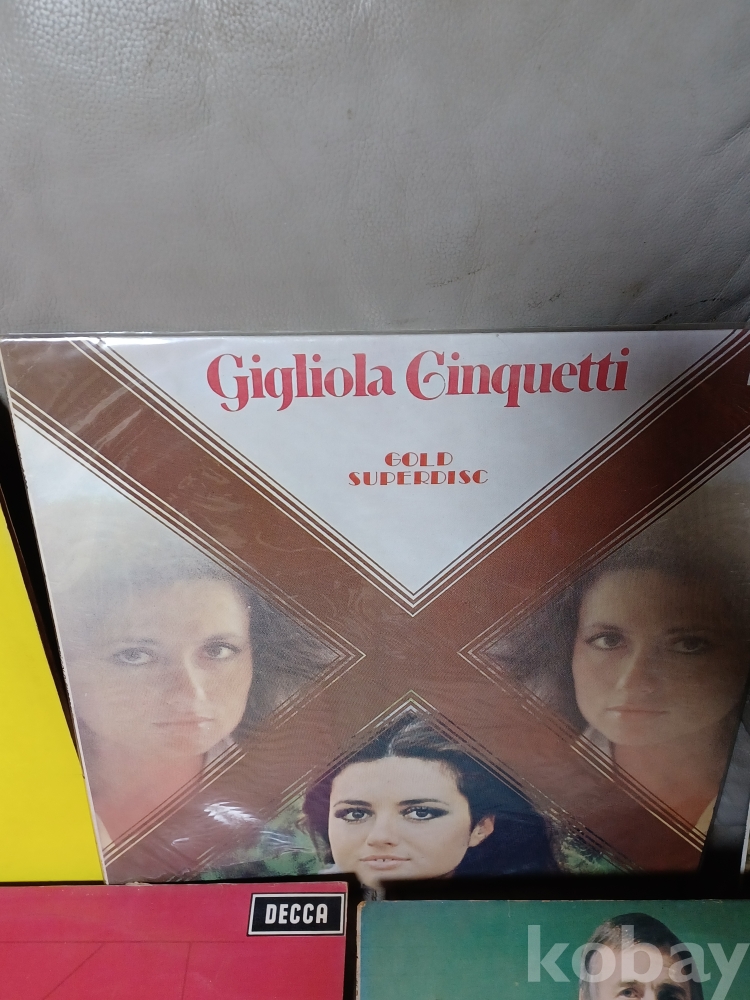 Gigliola Cinquetti
GOLD
SUPERDISC
DECCA
kobay